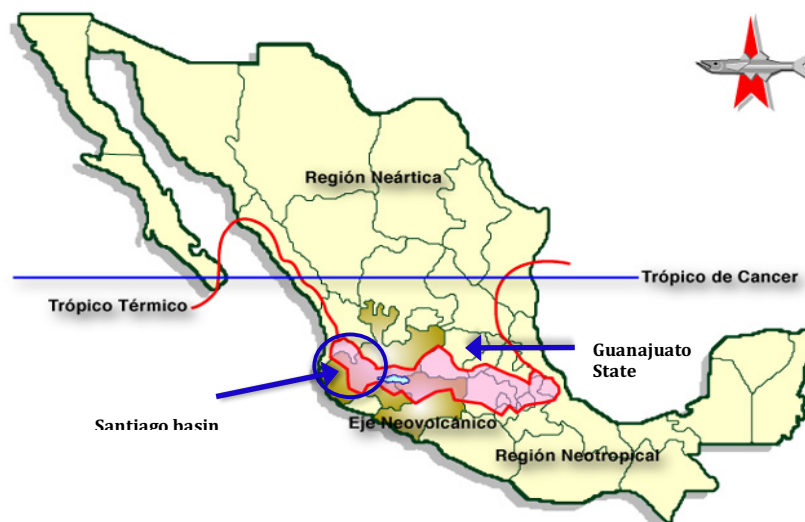 Región Neártica
Trópico de Cancer
Trópico Térmico
Guanajuato
State
Santiago basin
Eje Neovolcánico
Región Neotropical